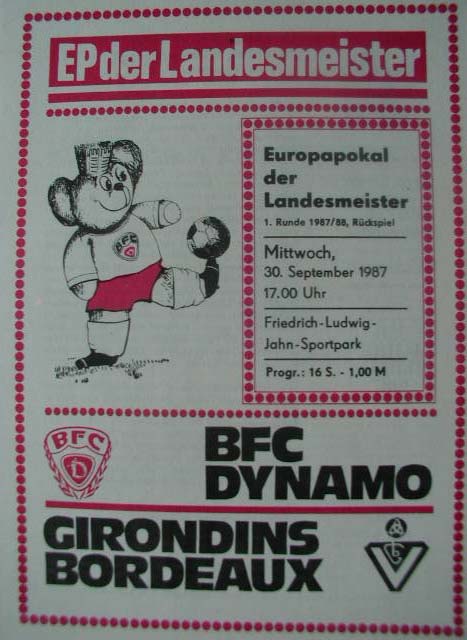 EP der Landesmeister
Europapokal
der
Landesmeister
1. Runde 1987/88, Rückspiel
Mittwoch,
30. September 1987
17.00 Uhr
Friedrich-Ludwig-
Jahn-Sportpark
Progr.: 16 S. - 1,00 M
BFC
BFC
D
BFC
DYNAMO
GIRONDINS
BORDEAUX